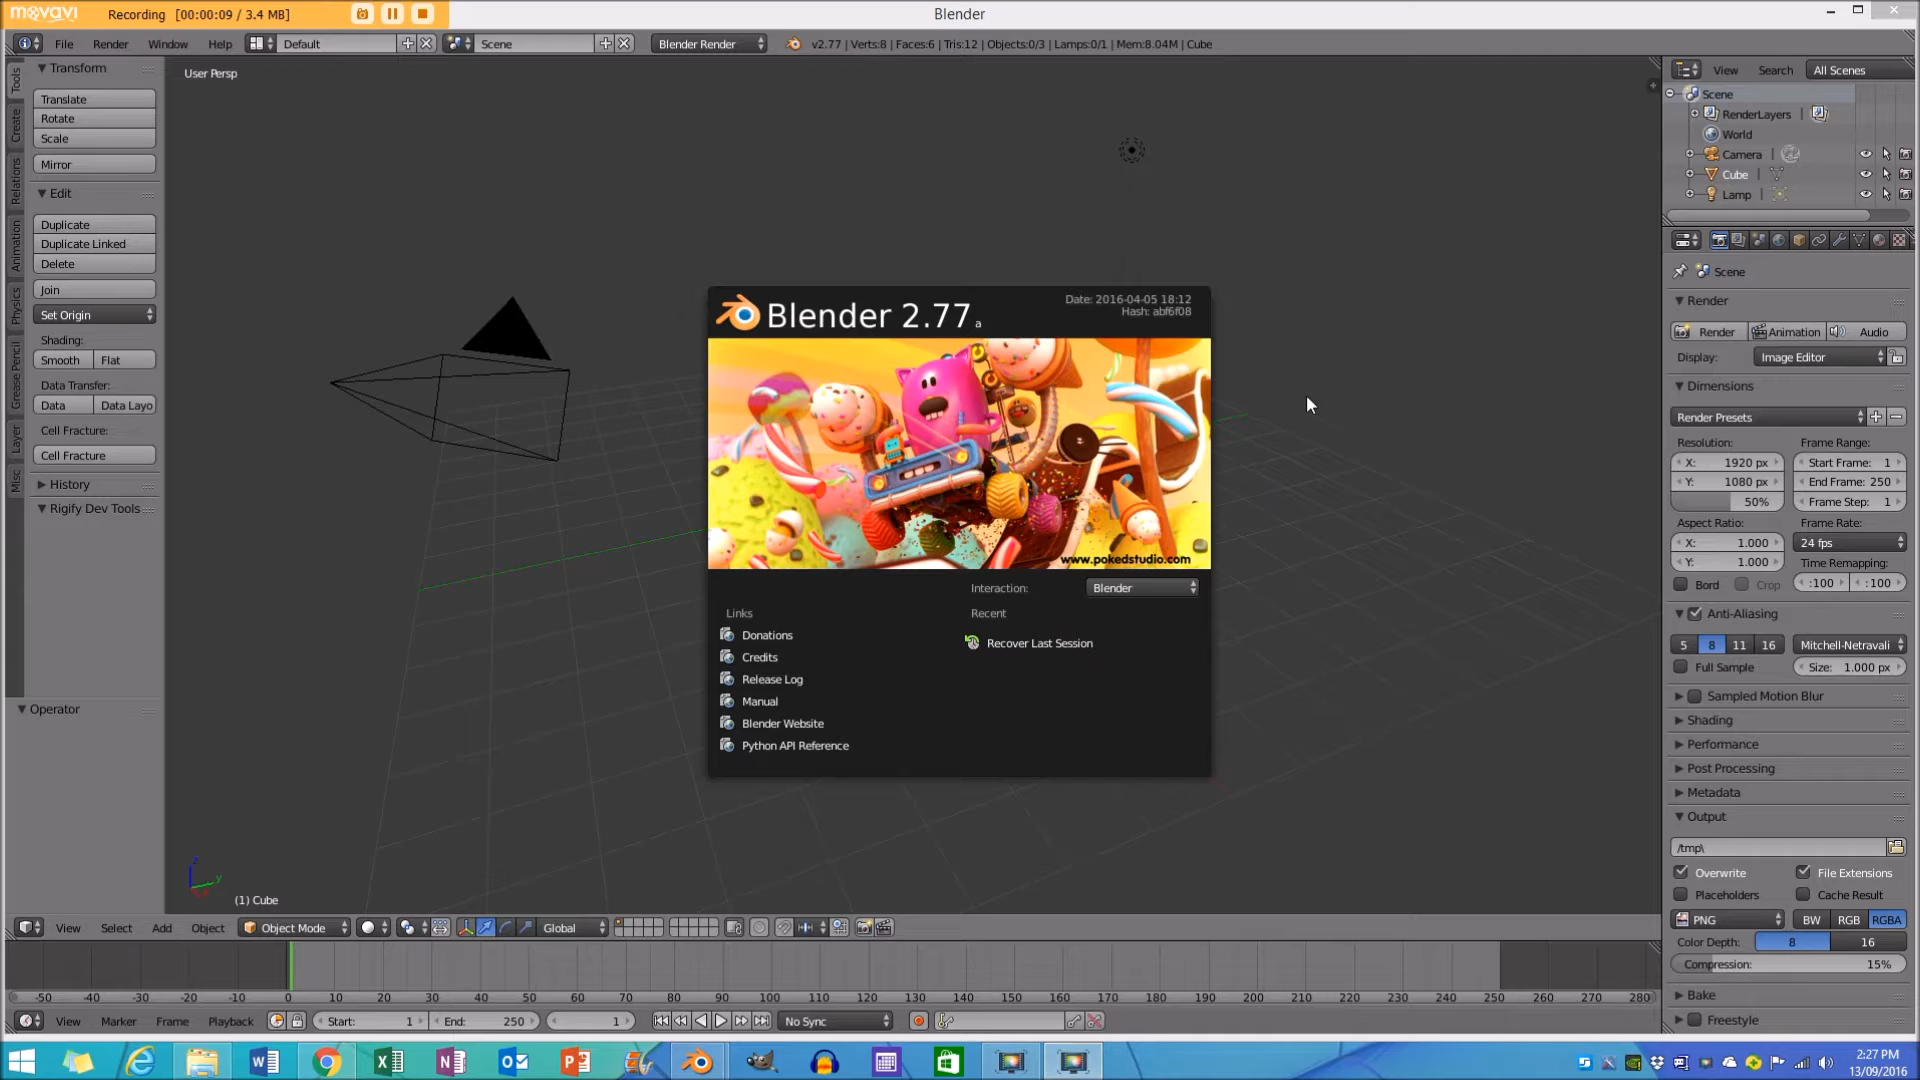 movavi Recording [00:00:09 / 3.4 MB]
Blender
File Render Window Help Default Scene Blender Render v2.77 | Verts:8 | Faces:6 | Tris:12 | Objects:0/3 | Lamps:0/1 | Mem:8.04M | Cube
Tools
Create
Relations
Animation
Physics
Grease Pencil
Layer
Misc
Transform
Translate
Rotate
Scale
Mirror
Edit
Duplicate
Duplicate Linked
Delete
Join
Set Origin
Shading:
Smooth Flat
Data Transfer:
Data Data Layo
Cell Fracture:
Cell Fracture
History
Rigify Dev Tools
Operator
User Persp
Blender 2.77 a
Date: 2016-04-05 18:12
Hash: abf6f08
www.pokedstudio.com
Interaction: Blender
Links
Donations
Credits
Release Log
Manual
Blender Website
Python API Reference
Recent
Recover Last Session
z
y
(1) Cube
View Search All Scenes
Scene
RenderLayers |
World
Camera |
Cube |
Lamp |
Scene
Render
Render Animation Audio
Display: Image Editor
Dimensions
Render Presets
Resolution: Frame Range:
X: 1920 px Start Frame: 1
Y: 1080 px End Frame: 250
50% Frame Step: 1
Aspect Ratio: Frame Rate:
X: 1.000 24 fps
Y: 1.000 Time Remapping:
Bord Crop :100 :100
Anti-Aliasing
5 8 11 16 Mitchell-Netravali
Full Sample Size: 1.000 px
Sampled Motion Blur
Shading
Performance
Post Processing
Metadata
Output
/tmp\
Overwrite File Extensions
Placeholders Cache Result
PNG BW RGB RGBA
Color Depth: 8 16
Compression: 15%
Bake
Freestyle
View Select Add Object Object Mode Global
-50 -40 -30 -20 -10 0 10 20 30 40 50 60 70 80 90 100 110 120 130 140 150 160 170 180 190 200 210 220 230 240 250 260 270 280
View Marker Frame Playback Start: 1 End: 250 1 No Sync
2:27 PM
13/09/2016